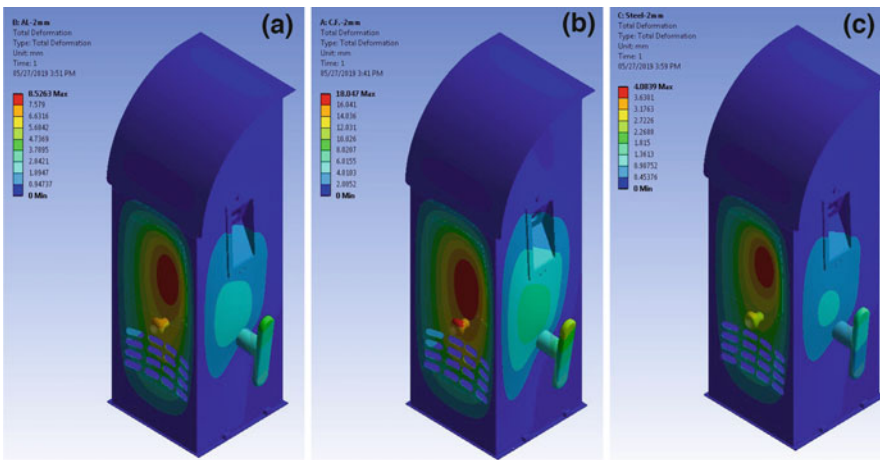 (a)
B: AL-2mm
Total Deformation
Type: Total Deformation
Unit: mm
Time: 1
05/27/2019 3:51 PM
8.5263 Max
7.579
6.6316
5.6842
4.7369
3.7895
2.8421
1.8947
0.94737
0 Min
(b)
A: C.F.-2mm
Total Deformation
Type: Total Deformation
Unit: mm
Time: 1
05/27/2019 3:41 PM
18.047 Max
16.041
14.036
12.031
10.026
8.0207
6.0155
4.0103
2.0052
0 Min
(c)
C: Steel-2mm
Total Deformation
Type: Total Deformation
Unit: mm
Time: 1
05/27/2019 3:59 PM
4.0839 Max
3.6301
3.1763
2.7226
2.2688
1.815
1.3613
0.90752
0.45376
0 Min